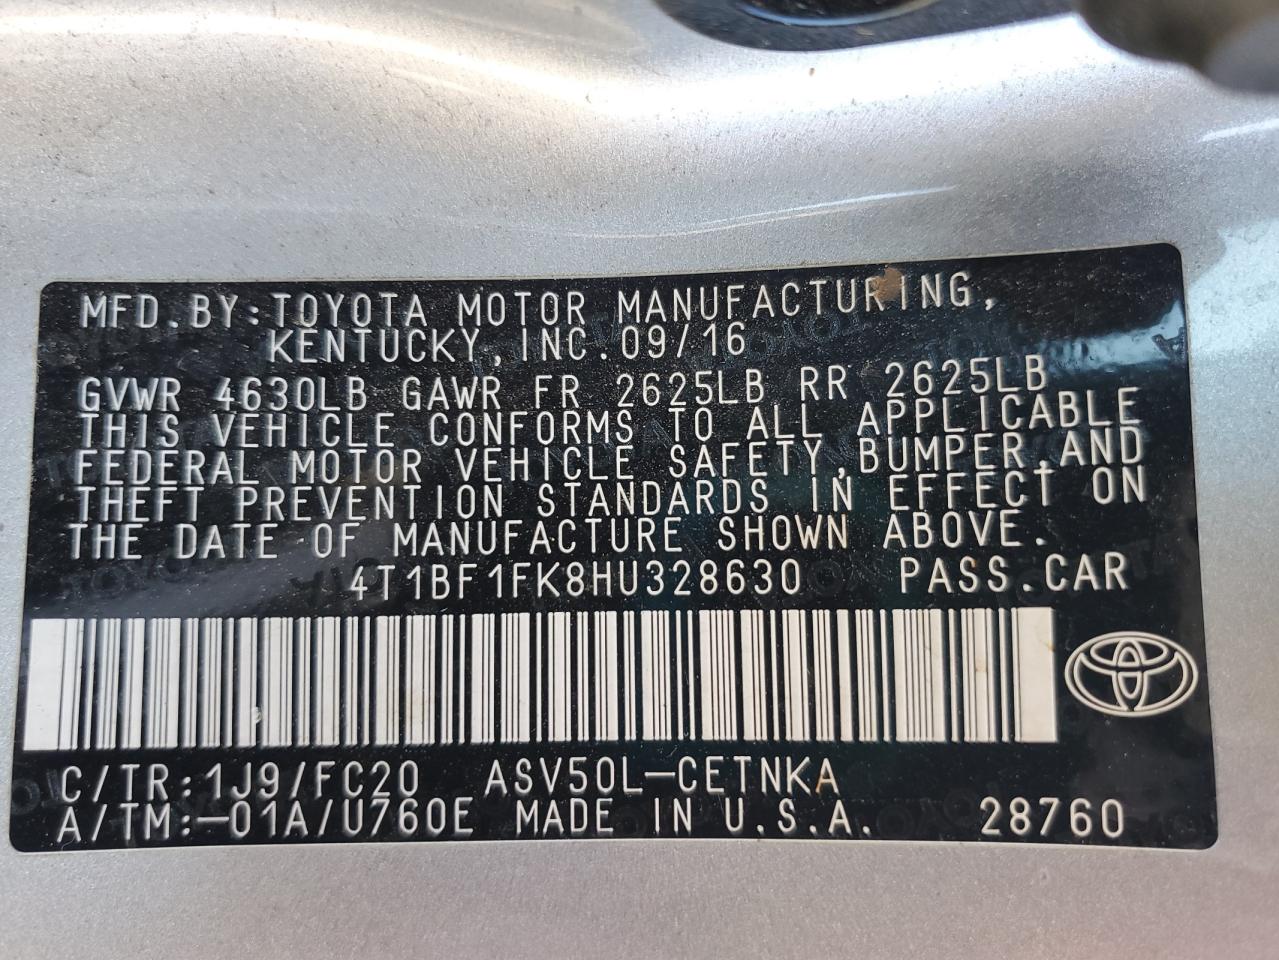 MFD.BY:TOYOTA MOTOR MANUFACTURING,
KENTUCKY,INC.09/16
GVWR 4630LB GAWR FR 2625LB RR 2625LB
THIS VEHICLE CONFORMS TO ALL APPLICABLE
FEDERAL MOTOR VEHICLE SAFETY,BUMPER,AND
THEFT PREVENTION STANDARDS IN EFFECT ON
THE DATE OF MANUFACTURE SHOWN ABOVE.
4T1BF1FK8HU328630 PASS.CAR
C/TR:1J9/FC20 ASV50L-CETNKA
A/TM:-01A/U760E MADE IN U.S.A. 28760